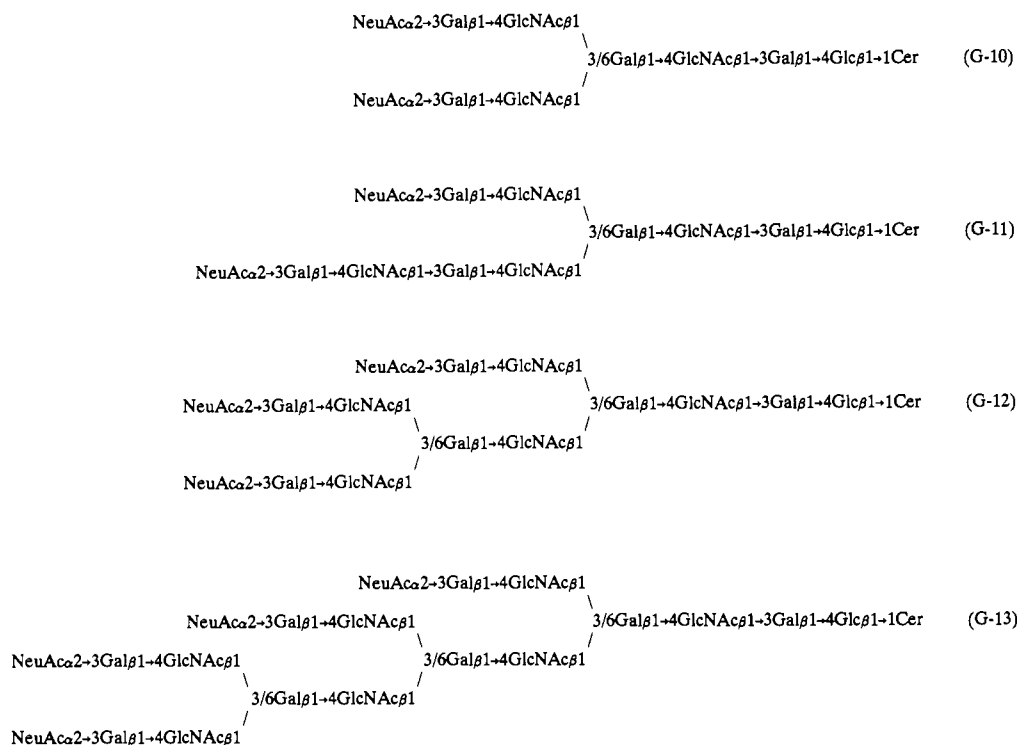 NeuAcα2→3Galβ1→4GlcNAcβ1
3/6Galβ1→4GlcNAcβ1→3Galβ1→4Glcβ1→1Cer (G-10)
NeuAcα2→3Galβ1→4GlcNAcβ1
NeuAcα2→3Galβ1→4GlcNAcβ1
3/6Galβ1→4GlcNAcβ1→3Galβ1→4Glcβ1→1Cer (G-11)
NeuAcα2→3Galβ1→4GlcNAcβ1→3Galβ1→4GlcNAcβ1
NeuAcα2→3Galβ1→4GlcNAcβ1
NeuAcα2→3Galβ1→4GlcNAcβ1 3/6Galβ1→4GlcNAcβ1→3Galβ1→4Glcβ1→1Cer (G-12)
3/6Galβ1→4GlcNAcβ1
NeuAcα2→3Galβ1→4GlcNAcβ1
NeuAcα2→3Galβ1→4GlcNAcβ1
NeuAcα2→3Galβ1→4GlcNAcβ1 3/6Galβ1→4GlcNAcβ1→3Galβ1→4Glcβ1→1Cer (G-13)
NeuAcα2→3Galβ1→4GlcNAcβ1 3/6Galβ1→4GlcNAcβ1
3/6Galβ1→4GlcNAcβ1
NeuAcα2→3Galβ1→4GlcNAcβ1